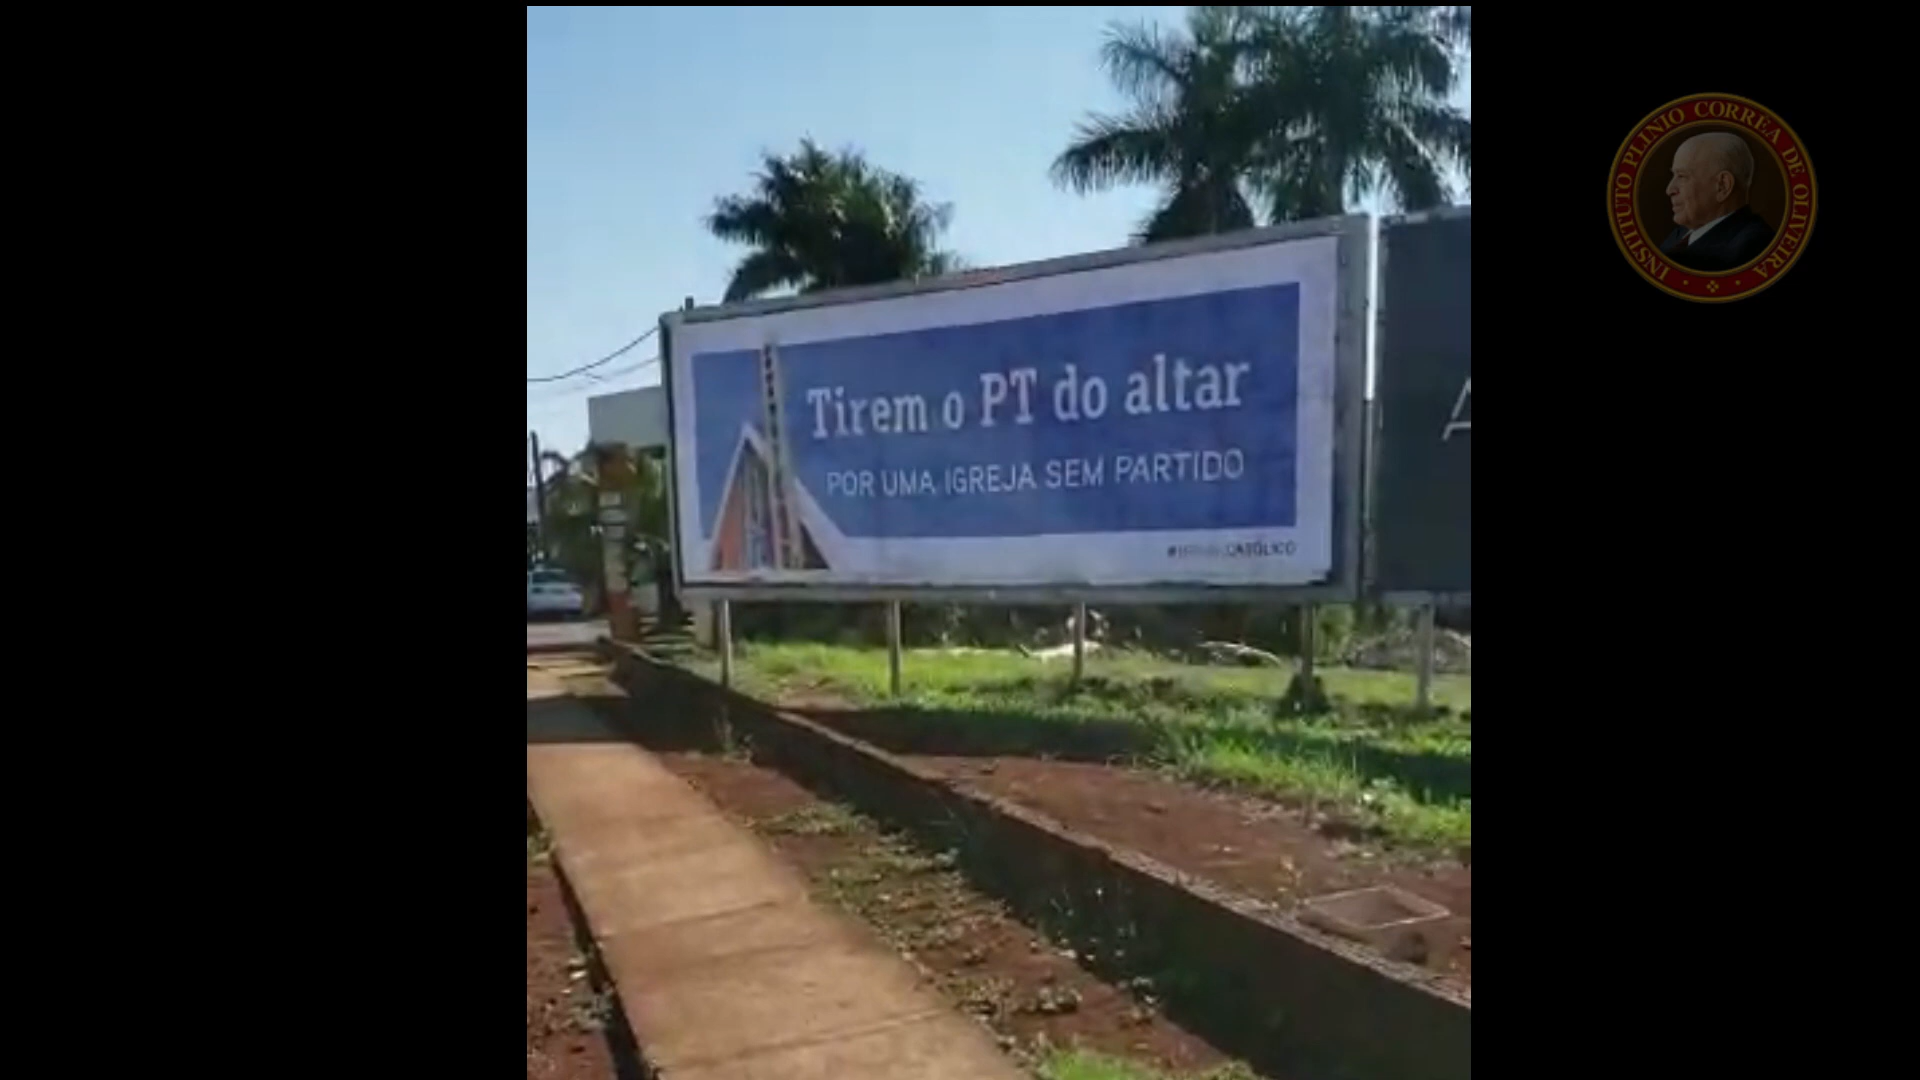 Tirem o PT do altar
POR UMA IGREJA SEM PARTIDO
INSTITUTO PLINIO CORREA DE OLIVEIRA